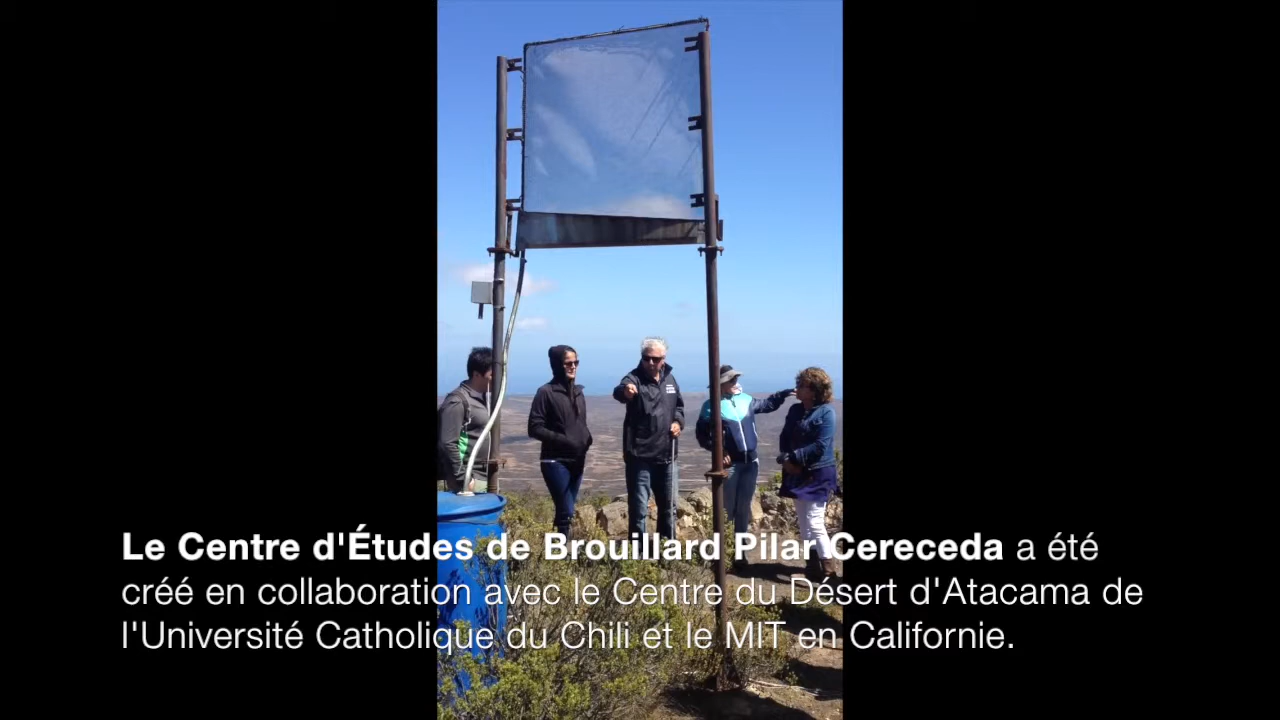 Le Centre d'Études de Brouillard Pilar Cereceda a été
créé en collaboration avec le Centre du Désert d'Atacama de
l'Université Catholique du Chili et le MIT en Californie.